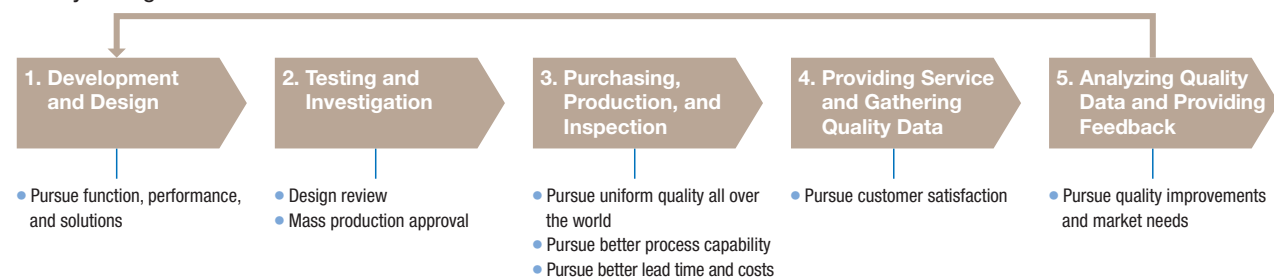 1. Development
and Design
2. Testing and
Investigation
3. Purchasing,
Production, and
Inspection
4. Providing Service
and Gathering
Quality Data
5. Analyzing Quality
Data and Providing
Feedback
• Pursue function, performance,
and solutions
• Design review
• Mass production approval
• Pursue uniform quality all over
the world
• Pursue better process capability
• Pursue better lead time and costs
• Pursue customer satisfaction
• Pursue quality improvements
and market needs